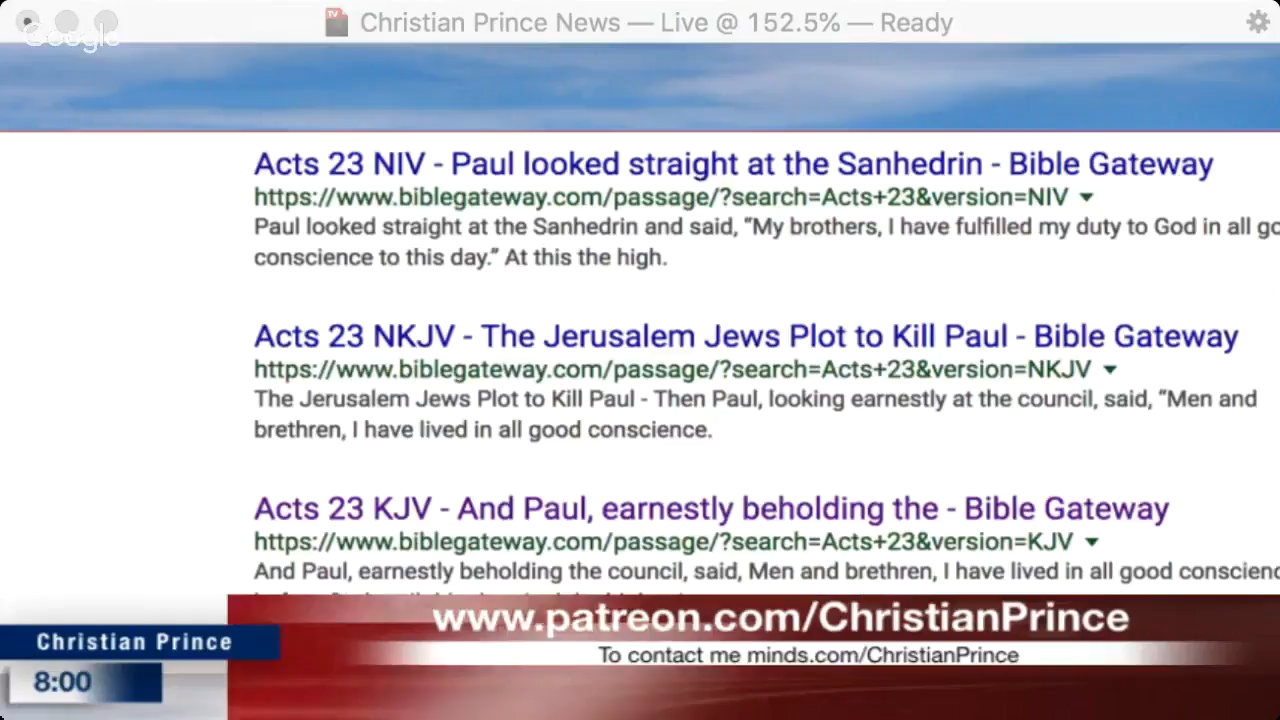 Christian Prince News — Live @ 152.5% — Ready
Google
Acts 23 NIV - Paul looked straight at the Sanhedrin - Bible Gateway
https://www.biblegateway.com/passage/?search=Acts+23&version=NIV
Paul looked straight at the Sanhedrin and said, “My brothers, I have fulfilled my duty to God in all go
conscience to this day.” At this the high.
Acts 23 NKJV - The Jerusalem Jews Plot to Kill Paul - Bible Gateway
https://www.biblegateway.com/passage/?search=Acts+23&version=NKJV
The Jerusalem Jews Plot to Kill Paul - Then Paul, looking earnestly at the council, said, “Men and
brethren, I have lived in all good conscience.
Acts 23 KJV - And Paul, earnestly beholding the - Bible Gateway
https://www.biblegateway.com/passage/?search=Acts+23&version=KJV
And Paul, earnestly beholding the council, said, Men and brethren, I have lived in all good conscienc
www.patreon.com/ChristianPrince
Christian Prince
To contact me minds.com/ChristianPrince
8:00